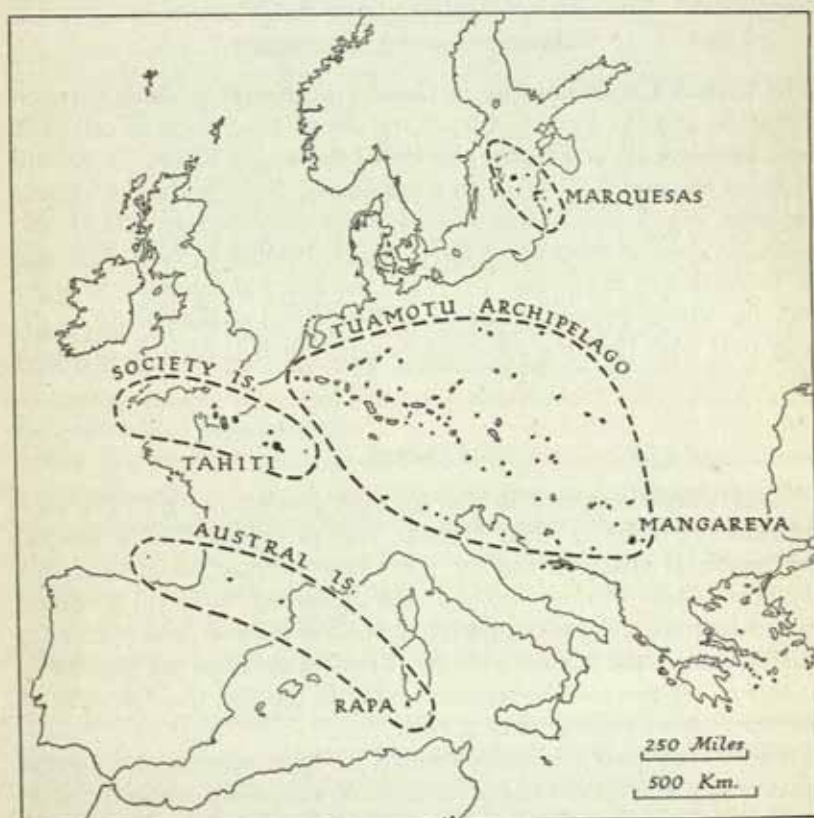 MARQUESAS
TUAMOTU ARCHIPELAGO
SOCIETY IS.
TAHITI
MANGAREVA
AUSTRAL IS.
RAPA
250 Miles
500 Km.